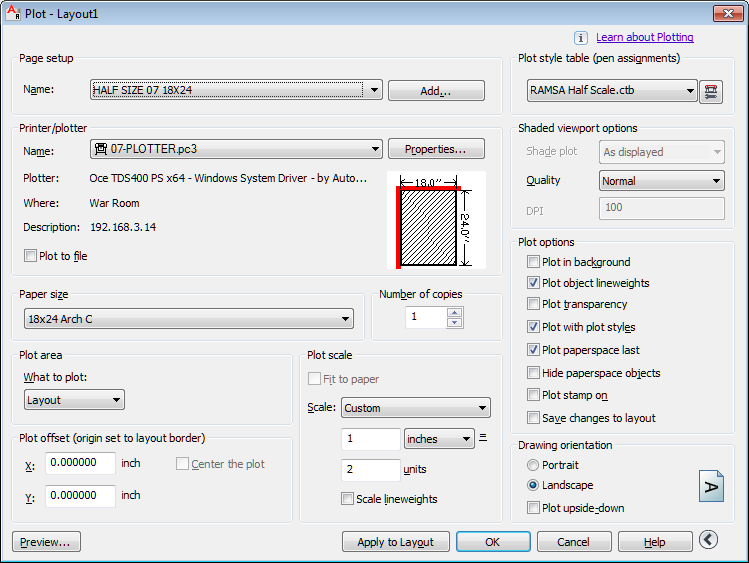 Plot - Layout1
Learn about Plotting
Page setup
Name:
HALF SIZE 07 18X24
Add...
Plot style table (pen assignments)
RAMSA Half Scale.ctb
Printer/plotter
Name:
07-PLOTTER.pc3
Properties...
Plotter:
Oce TDS400 PS x64 - Windows System Driver - by Auto...
Where:
War Room
Description:
192.168.3.14
Plot to file
18.0''
24.0''
Shaded viewport options
Shade plot
As displayed
Quality
Normal
DPI
100
Paper size
18x24 Arch C
Number of copies
1
Plot options
Plot in background
Plot object lineweights
Plot transparency
Plot with plot styles
Plot paperspace last
Hide paperspace objects
Plot stamp on
Save changes to layout
Plot area
What to plot:
Layout
Plot scale
Fit to paper
Scale:
Custom
1
inches
=
2
units
Scale lineweights
Plot offset (origin set to layout border)
X:
0.000000
inch
Center the plot
Y:
0.000000
inch
Drawing orientation
Portrait
Landscape
Plot upside-down
A
Preview...
Apply to Layout
OK
Cancel
Help